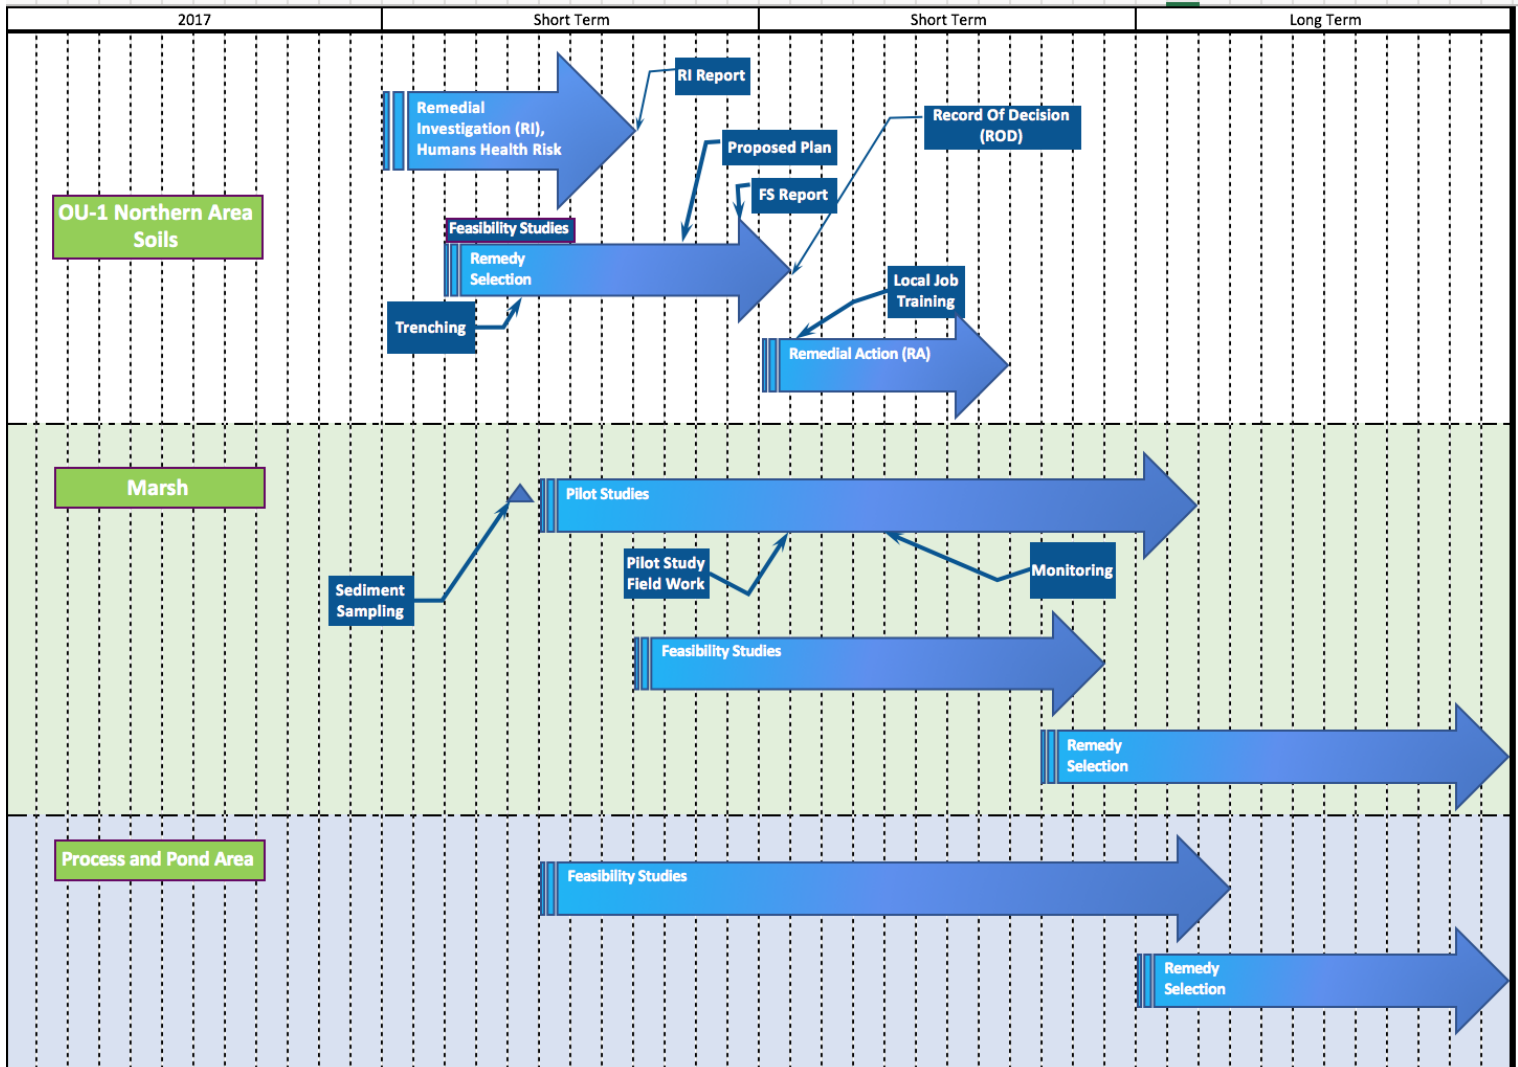 2017
Short Term
Short Term
Long Term
RI Report
Remedial
Investigation (RI),
Humans Health Risk
Record Of Decision
(ROD)
Proposed Plan
FS Report
OU-1 Northern Area
Soils
Feasibility Studies
Remedy
Selection
Local Job
Training
Trenching
Remedial Action (RA)
Marsh
Pilot Studies
Pilot Study
Field Work
Monitoring
Sediment
Sampling
Feasibility Studies
Remedy
Selection
Process and Pond Area
Feasibility Studies
Remedy
Selection